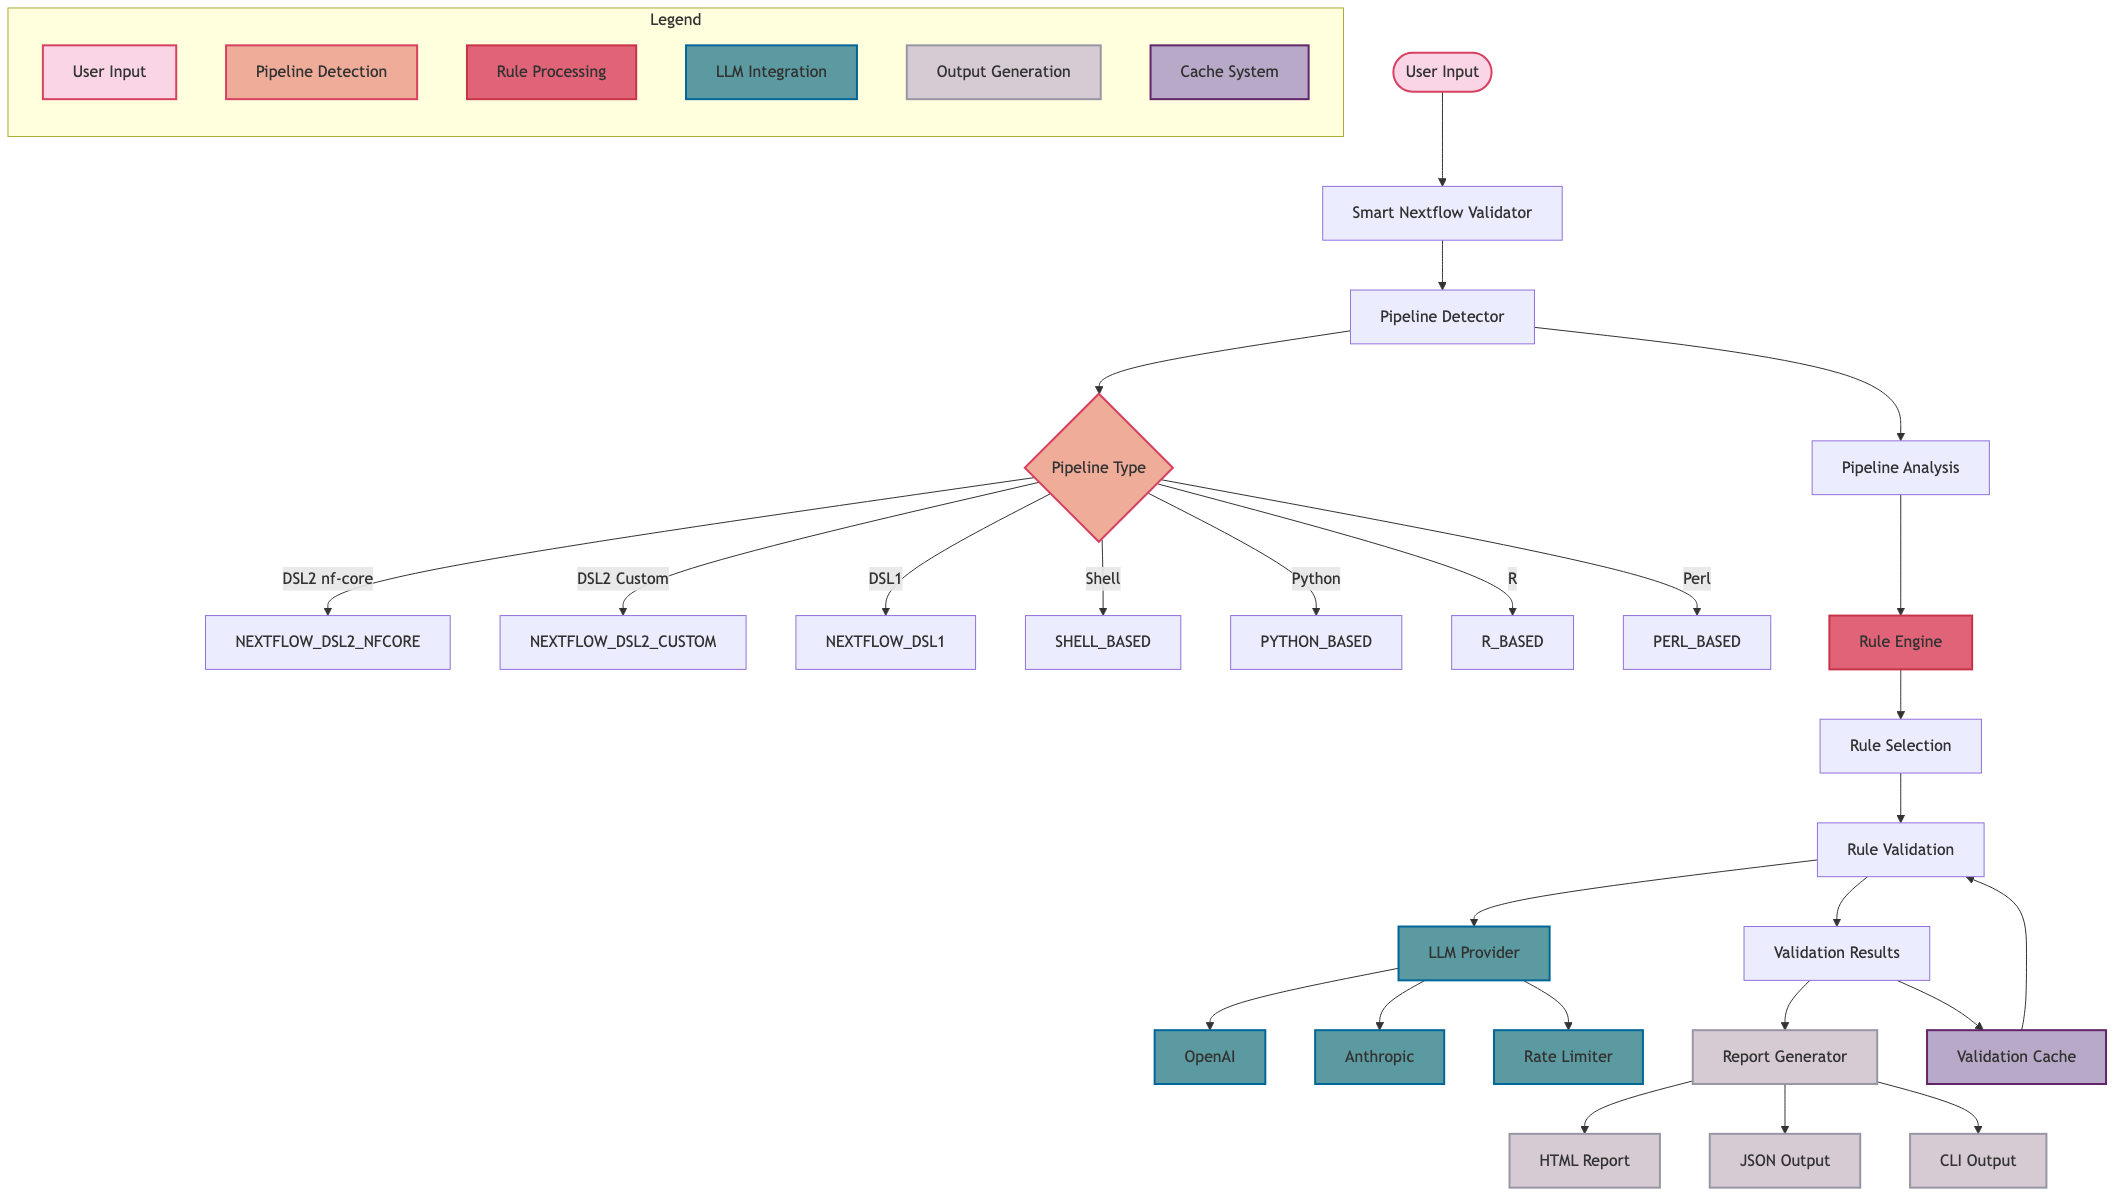 Legend
User Input
Pipeline Detection
Rule Processing
LLM Integration
Output Generation
Cache System
User Input
Smart Nextflow Validator
Pipeline Detector
Pipeline Type
Pipeline Analysis
DSL2 nf-core
DSL2 Custom
DSL1
Shell
Python
R
Perl
NEXTFLOW_DSL2_NFCORE
NEXTFLOW_DSL2_CUSTOM
NEXTFLOW_DSL1
SHELL_BASED
PYTHON_BASED
R_BASED
PERL_BASED
Rule Engine
Rule Selection
Rule Validation
LLM Provider
Validation Results
OpenAI
Anthropic
Rate Limiter
Report Generator
Validation Cache
HTML Report
JSON Output
CLI Output